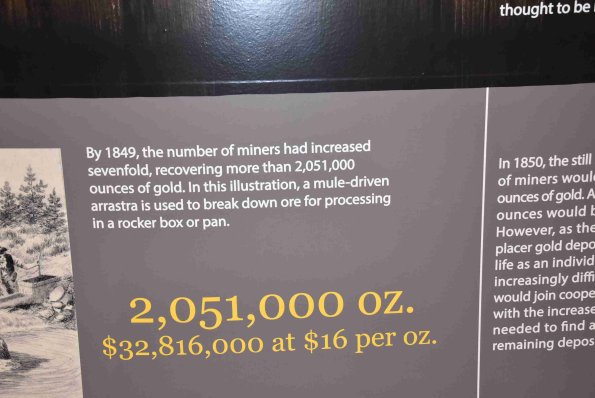 thought to be
By 1849, the number of miners had increased
sevenfold, recovering more than 2,051,000
ounces of gold. In this illustration, a mule-driven
arrastra is used to break down ore for processing
in a rocker box or pan.
2,051,000 oz.
$32,816,000 at $16 per oz.
In 1850, the still
of miners woul
ounces of gold. A
ounces would b
However, as the
placer gold depo
life as an individ
increasingly diffi
would join coope
with the increase
needed to find a
remaining depos